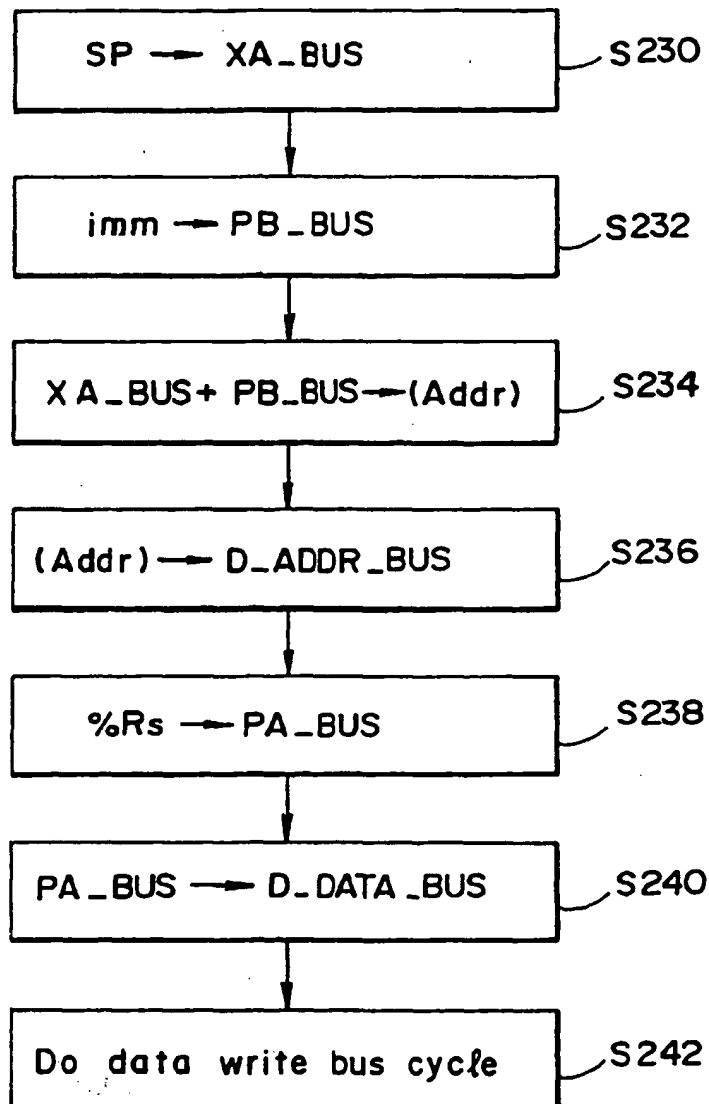 SP → XA_BUS S230
imm → PB_BUS S232
XA_BUS+ PB_BUS→(Addr) S234
(Addr) → D_ADDR_BUS S236
%Rs → PA_BUS S238
PA_BUS → D_DATA_BUS S240
Do data write bus cycle S242